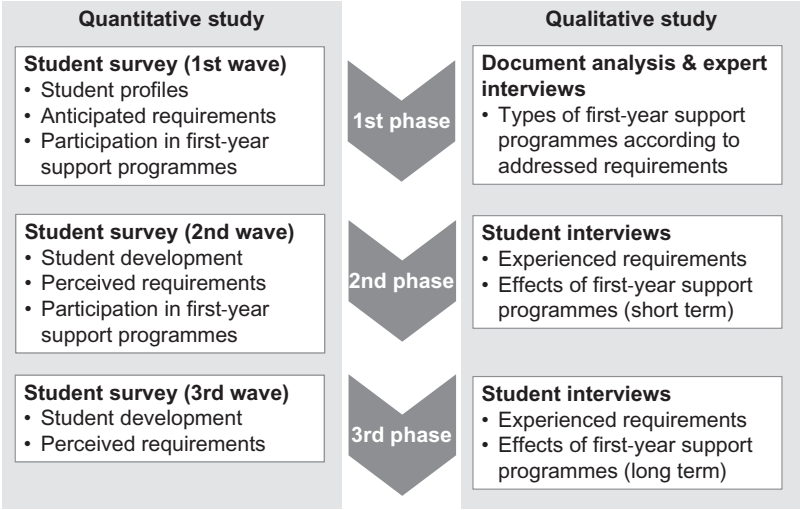 Quantitative study
Student survey (1st wave)
• Student profiles
• Anticipated requirements
• Participation in first-year
support programmes
Student survey (2nd wave)
• Student development
• Perceived requirements
• Participation in first-year
support programmes
Student survey (3rd wave)
• Student development
• Perceived requirements
1st phase
2nd phase
3rd phase
Qualitative study
Document analysis & expert
interviews
• Types of first-year support
programmes according to
addressed requirements
Student interviews
• Experienced requirements
• Effects of first-year support
programmes (short term)
Student interviews
• Experienced requirements
• Effects of first-year support
programmes (long term)